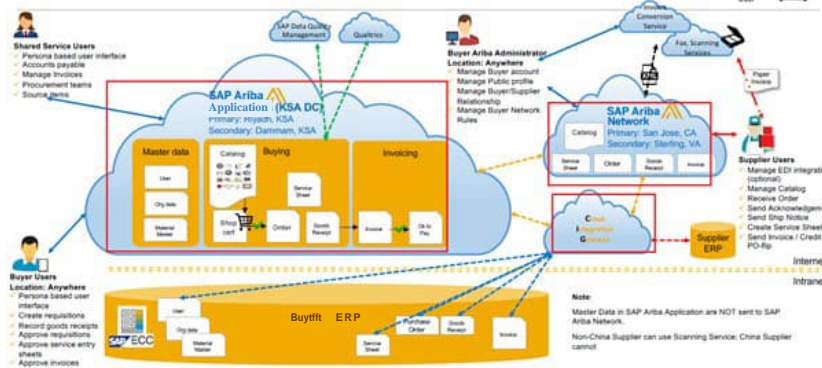 Shared Service Users
Persona based user interface
Accounts payable
Manage Invoices
Procurement teams
Source items
SAP Data Quality
Management
Qualtrics
Buyer Ariba Administrator
Location: Anywhere
Manage Buyer account
Manage Public profile
Manage Buyer/Supplier
Relationship
Manage Buyer Network
Rules
Invoice
Conversion
Service
Fax, Scanning
Services
XML
Paper
Invoice
SAP Ariba
Application (KSA DC)
Primary: Riyadh, KSA
Secondary: Dammam, KSA
SAP Ariba
Network
Primary: San Jose, CA
Secondary: Sterling, VA
Catalog
Service
Sheet
Order
Goods
Receipt
Invoice
Master data
User
Org data
Material
Master
Buying
Catalog
Service
Sheet
Shop
cart
Order
Goods
Receipt
Invoicing
Invoice
Ok to
Pay
Supplier Users
Manage EDI integrati
(optional)
Manage Catalog
Receive Order
Send Acknowledgem
Send Ship Notice
Create Service Sheet
Send Invoice / Credit
PO-flip
Cloud
Integration
Gateway
Supplier
ERP
Interne
Intrane
Buyer Users
Location: Anywhere
Persona based user
interface
Create requisitions
Record goods receipts
Approve requisitions
Approve service entry
sheets
Approve invoices
SAP ECC
User
Org data
Material
Master
Buytfft ERP
Service
Sheet
Purchase
Order
Goods
Receipt
Invoice
Note:
Master Data in SAP Ariba Application are NOT sent to SAP
Ariba Network.
Non-China Supplier can use Scanning Service; China Supplier
cannot